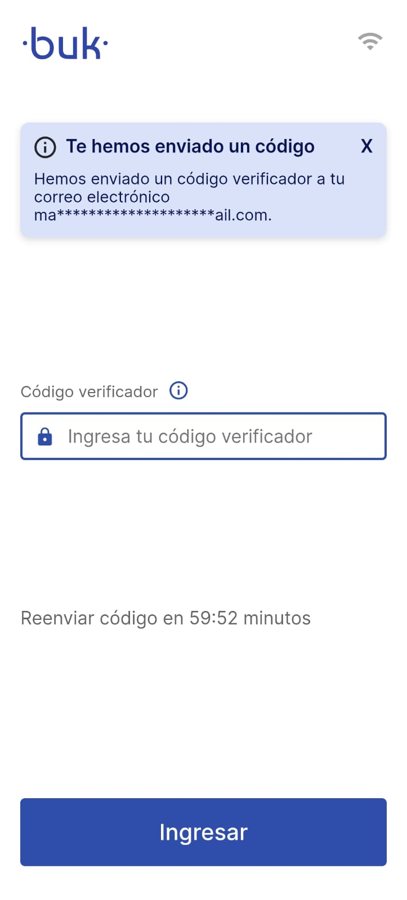 ·buk·
Te hemos enviado un código X
Hemos enviado un código verificador a tu
correo electrónico
ma********************ail.com.
Código verificador
Ingresa tu código verificador
Reenviar código en 59:52 minutos
Ingresar